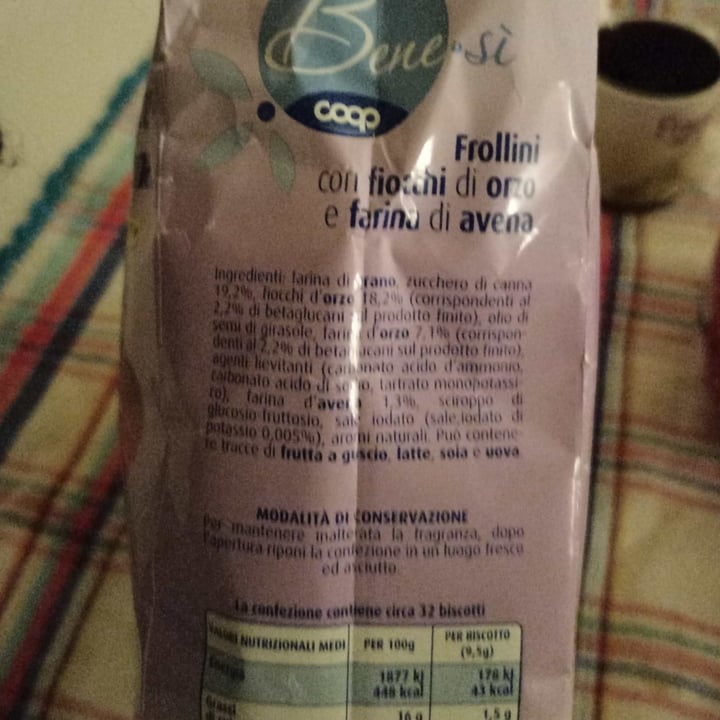 Bene sì
coop
Frollini
con fiocchi di orzo
e farina di avena
Ingredienti: farina di grano, zucchero di canna
19,2%, fiocchi d'orzo 18,2% (corrispondenti al
2,2% di betaglucani sul prodotto finito), olio di
semi di girasole, farina d'orzo 7,1% (corrispon-
denti al 2,2% di betaglucani sul prodotto finito),
agenti lievitanti (carbonato acido d'ammonio,
carbonato acido di sodio, tartrato monopotassi-
co), farina d'avena 1,3%, sciroppo di
glucosio-fruttosio, sale iodato (sale, iodato di
potassio 0,005%), aromi naturali. Può contene-
re tracce di frutta a guscio, latte, soia e uova.
MODALITÀ DI CONSERVAZIONE
Per mantenere inalterata la fragranza, dopo
l'apertura riponi la confezione in un luogo fresco
ed asciutto.
La confezione contiene circa 32 biscotti
VALORI NUTRIZIONALI MEDI PER 100g PER BISCOTTO
(9,5g)
Energia 1877 kJ 178 kJ
448 kcal 43 kcal
Grassi 16 g 1,5 g